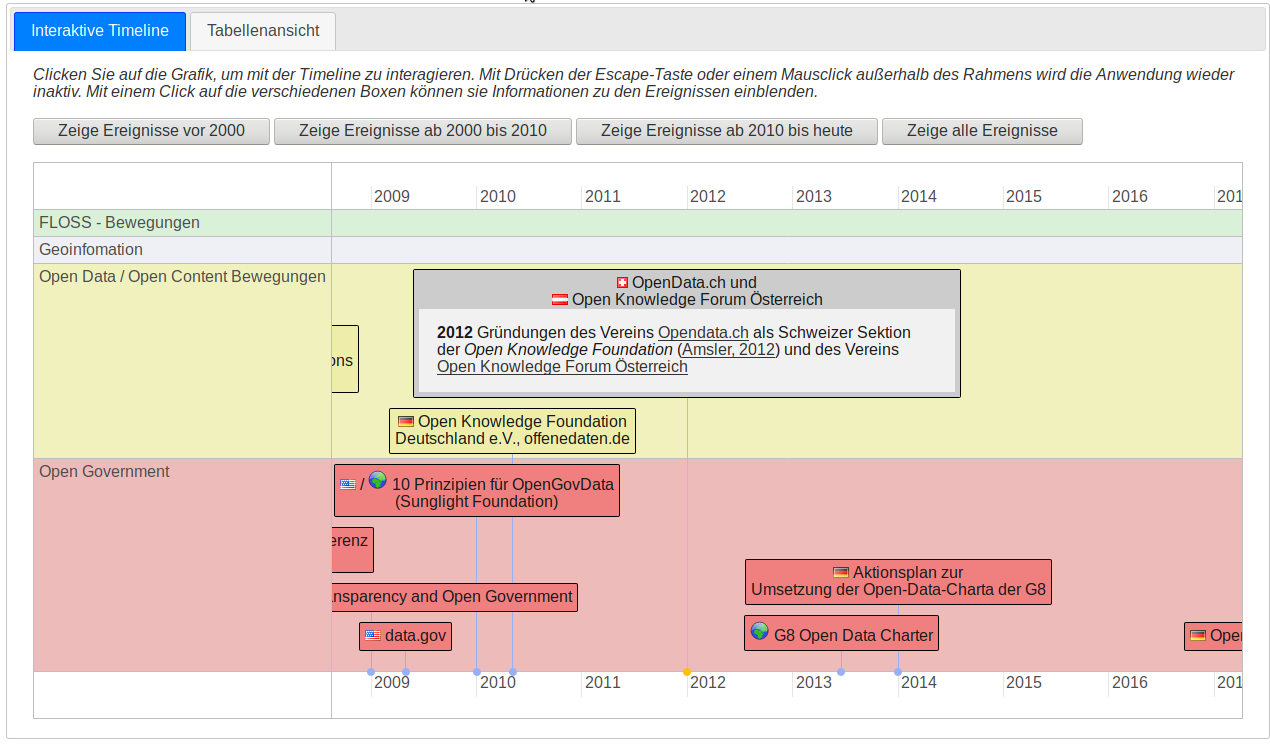 Interaktive Timeline
Tabellenansicht
Clicken Sie auf die Grafik, um mit der Timeline zu interagieren. Mit Drücken der Escape-Taste oder einem Mausclick außerhalb des Rahmens wird die Anwendung wieder
inaktiv. Mit einem Click auf die verschiedenen Boxen können sie Informationen zu den Ereignissen einblenden.
Zeige Ereignisse vor 2000
Zeige Ereignisse ab 2000 bis 2010
Zeige Ereignisse ab 2010 bis heute
Zeige alle Ereignisse
2009 2010 2011 2012 2013 2014 2015 2016 201
FLOSS - Bewegungen
Geoinfomation
Open Data / Open Content Bewegungen
OpenData.ch und
Open Knowledge Forum Österreich
2012 Gründungen des Vereins Opendata.ch als Schweizer Sektion
der Open Knowledge Foundation (Amsler, 2012) und des Vereins
Open Knowledge Forum Österreich
ons
Open Knowledge Foundation
Deutschland e.V., offenedaten.de
Open Government
/ 10 Prinzipien für OpenGovData
(Sunglight Foundation)
erenz
nsparency and Open Government
Aktionsplan zur
Umsetzung der Open-Data-Charta der G8
data.gov
G8 Open Data Charter
Open
2009 2010 2011 2012 2013 2014 2015 2016 201